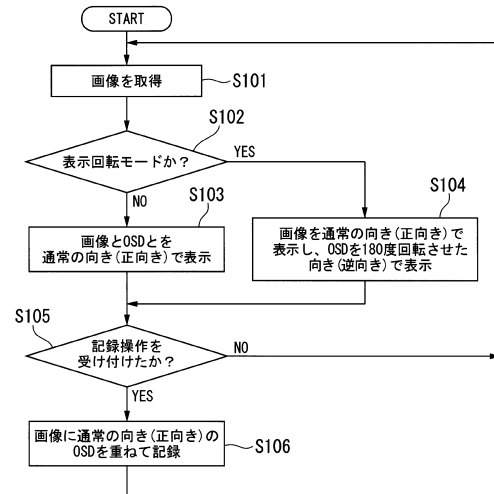 START
画像を取得
S101
S102
表示回転モードか？
YES
NO
S103
S104
画像とOSDとを
通常の向き(正向き)で表示
画像を通常の向き(正向き)で
表示し、OSDを180度回転させた
向き(逆向き)で表示
S105
記録操作を
受け付けたか？
NO
YES
画像に通常の向き(正向き)の
OSDを重ねて記録
S106